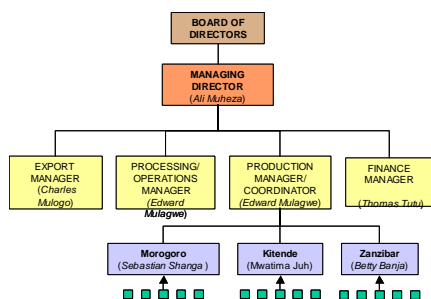 BOARD OF
DIRECTORS
MANAGING
DIRECTOR
(Ali Muheza)
EXPORT
MANAGER
(Charles
Mulogo)
PROCESSING/
OPERATIONS
MANAGER
(Edward
Mulagwe)
PRODUCTION
MANAGER/
COORDINATOR
(Edward Mulagwe)
FINANCE
MANAGER
(Thomas Tutu)
Morogoro
(Sebastian Shanga )
Kitende
(Mwatima Juh)
Zanzibar
(Betty Banja)